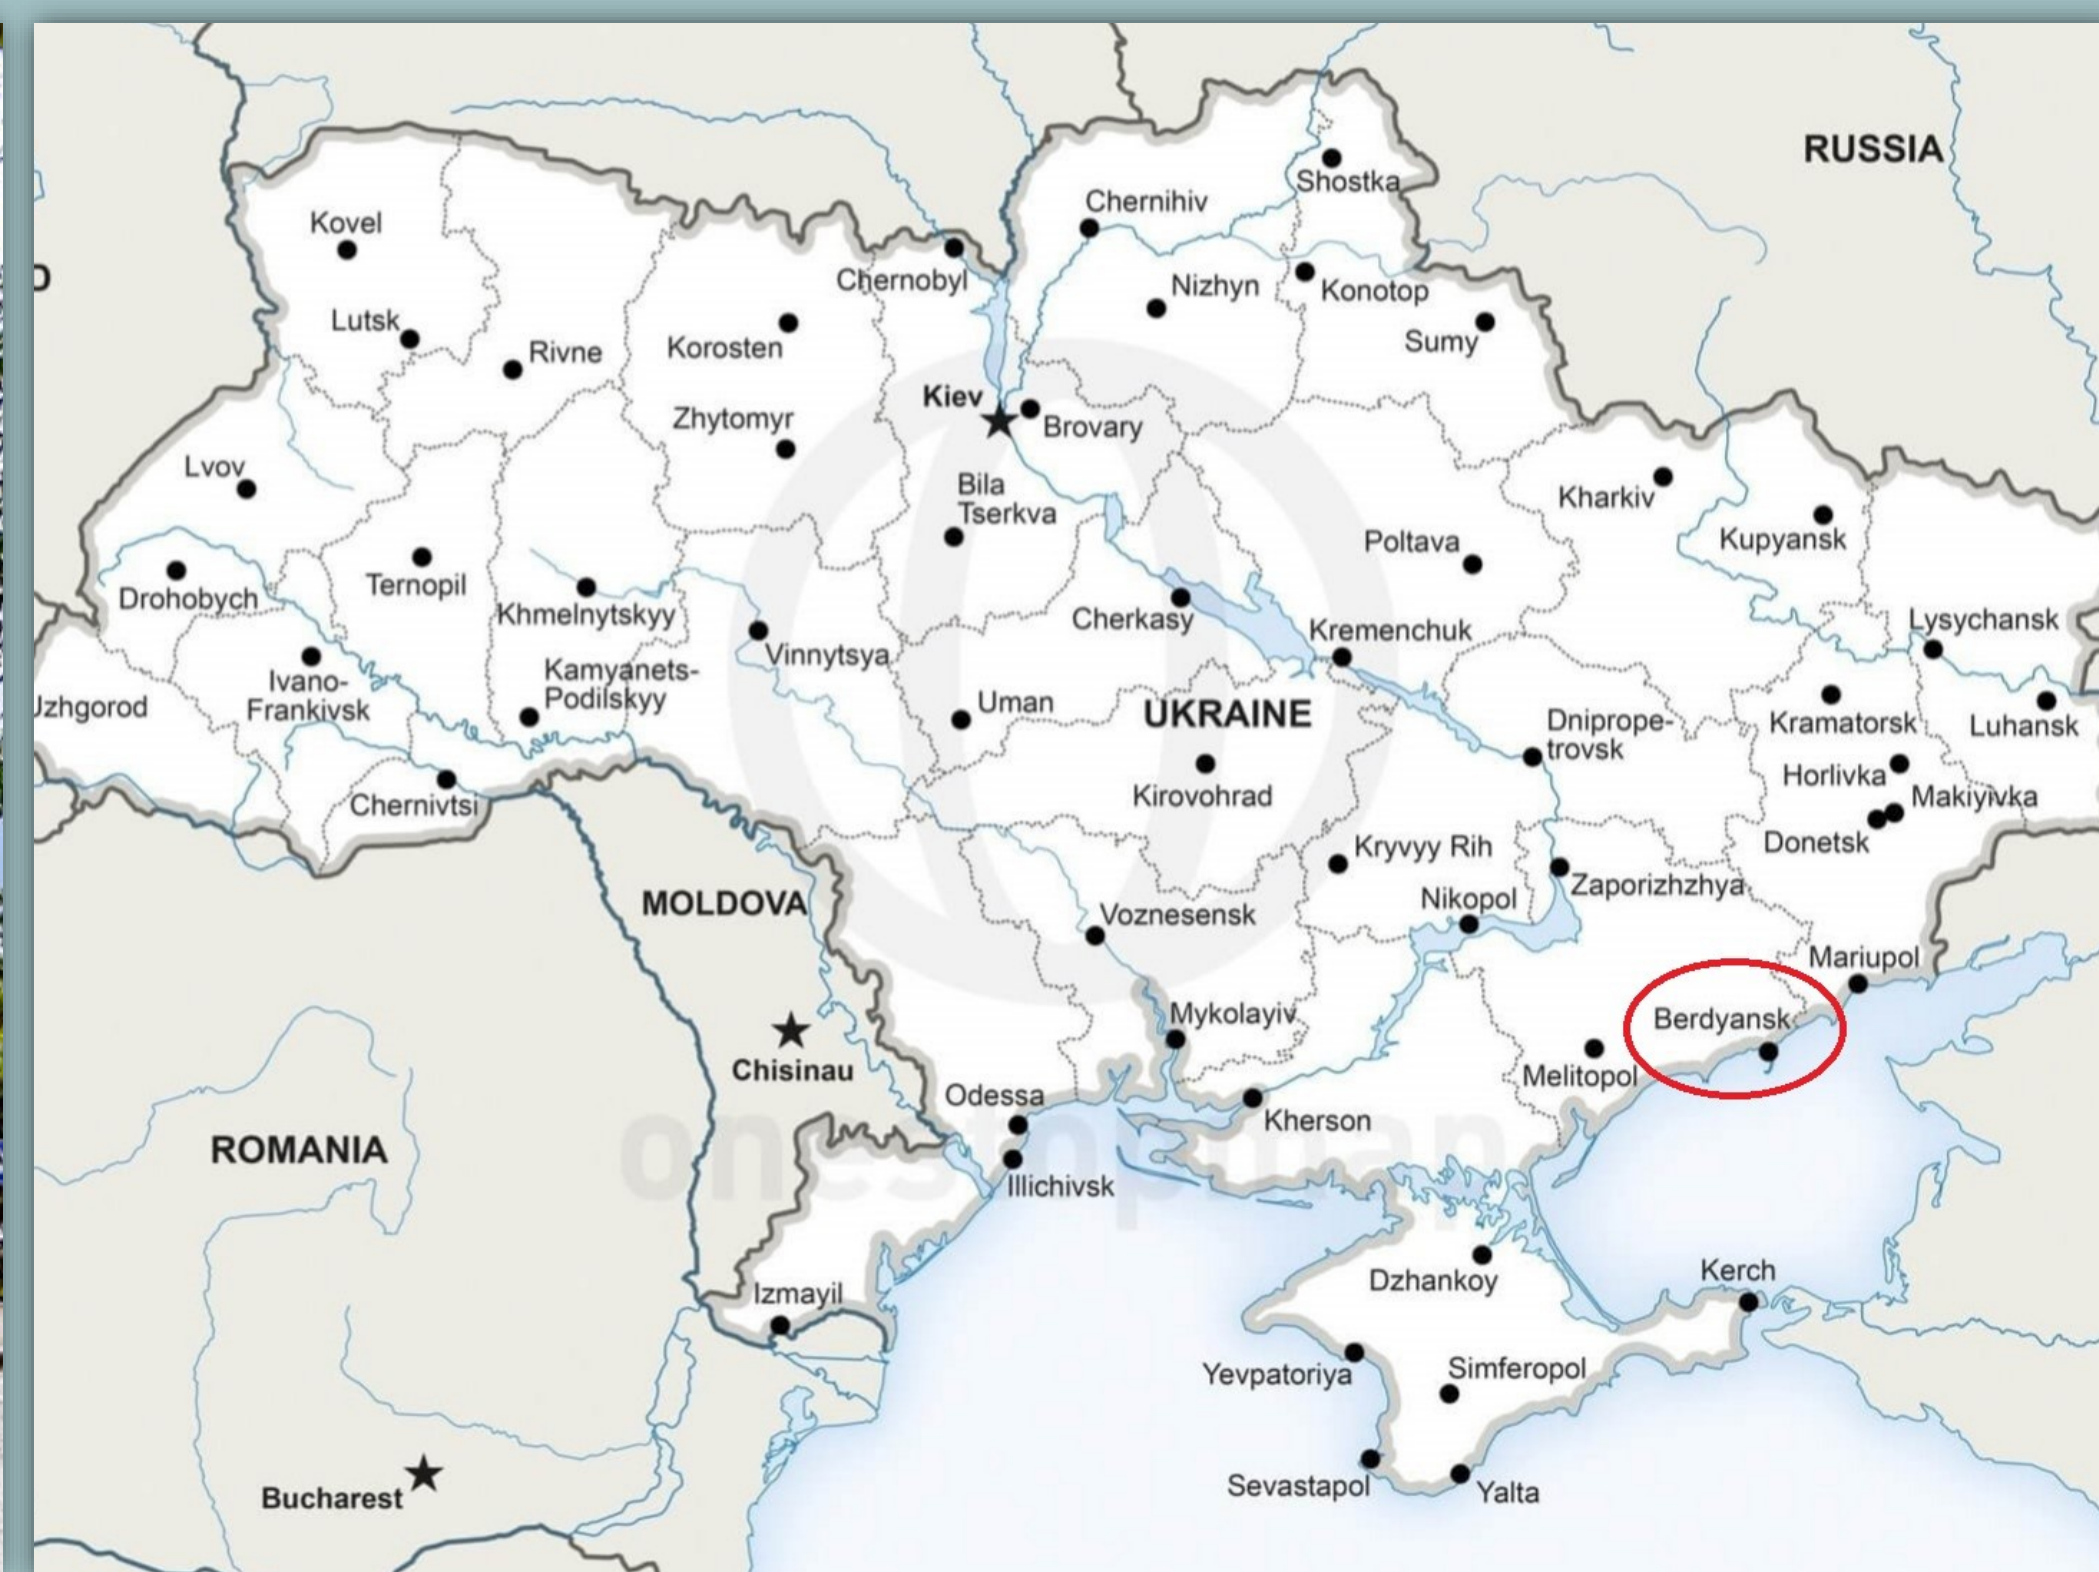 RUSSIA
Shostka
Chernihiv
Kovel
Chernobyl
Nizhyn
Konotop
Lutsk
Rivne
Korosten
Sumy
Kiev
Zhytomyr
Brovary
Lvov
Bila
Tserkva
Kharkiv
Poltava
Kupyansk
Drohobych
Ternopil
Khmelnytskyy
Cherkasy
Kremenchuk
Lysychansk
Vinnytsya
Ivano-
Frankivsk
Kamyanets-
Podilskyy
Jzhgorod
Uman
UKRAINE
Dniprope-
trovsk
Kramatorsk
Luhansk
Chernivtsi
Kirovohrad
Horlivka
Makiyivka
Donetsk
Kryvyy Rih
MOLDOVA
Voznesensk
Nikopol
Zaporizhzhya
Mariupol
Mykolayiv
Berdyansk
Chisinau
Melitopol
Odessa
Kherson
ROMANIA
onestopmap
Illichivsk
Izmayil
Dzhankoy
Kerch
Yevpatoriya
Simferopol
Bucharest
Sevastapol
Yalta